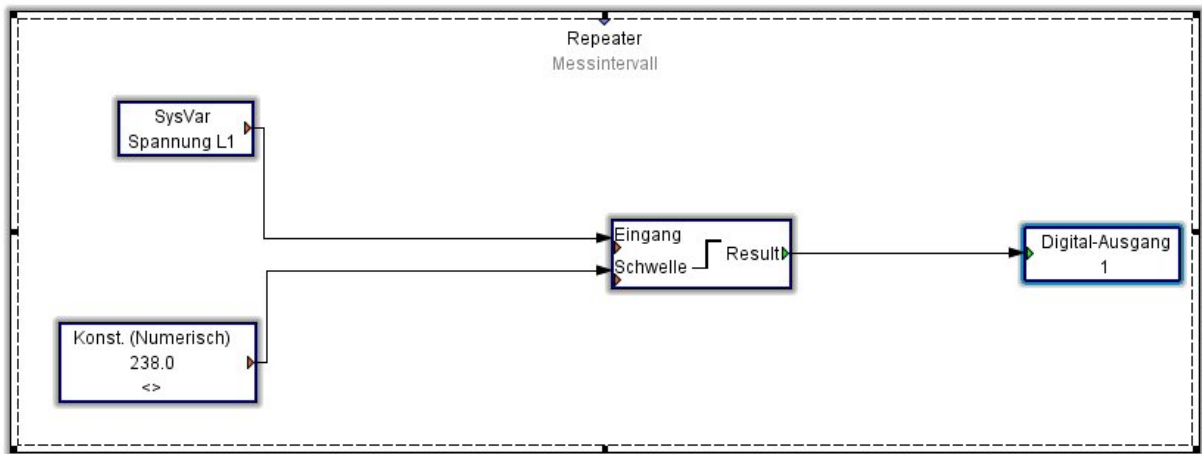 Repeater
Messintervall
SysVar
Spannung L1
Eingang
Schwelle
Result
Digital-Ausgang
1
Konst. (Numerisch)
238.0
<>